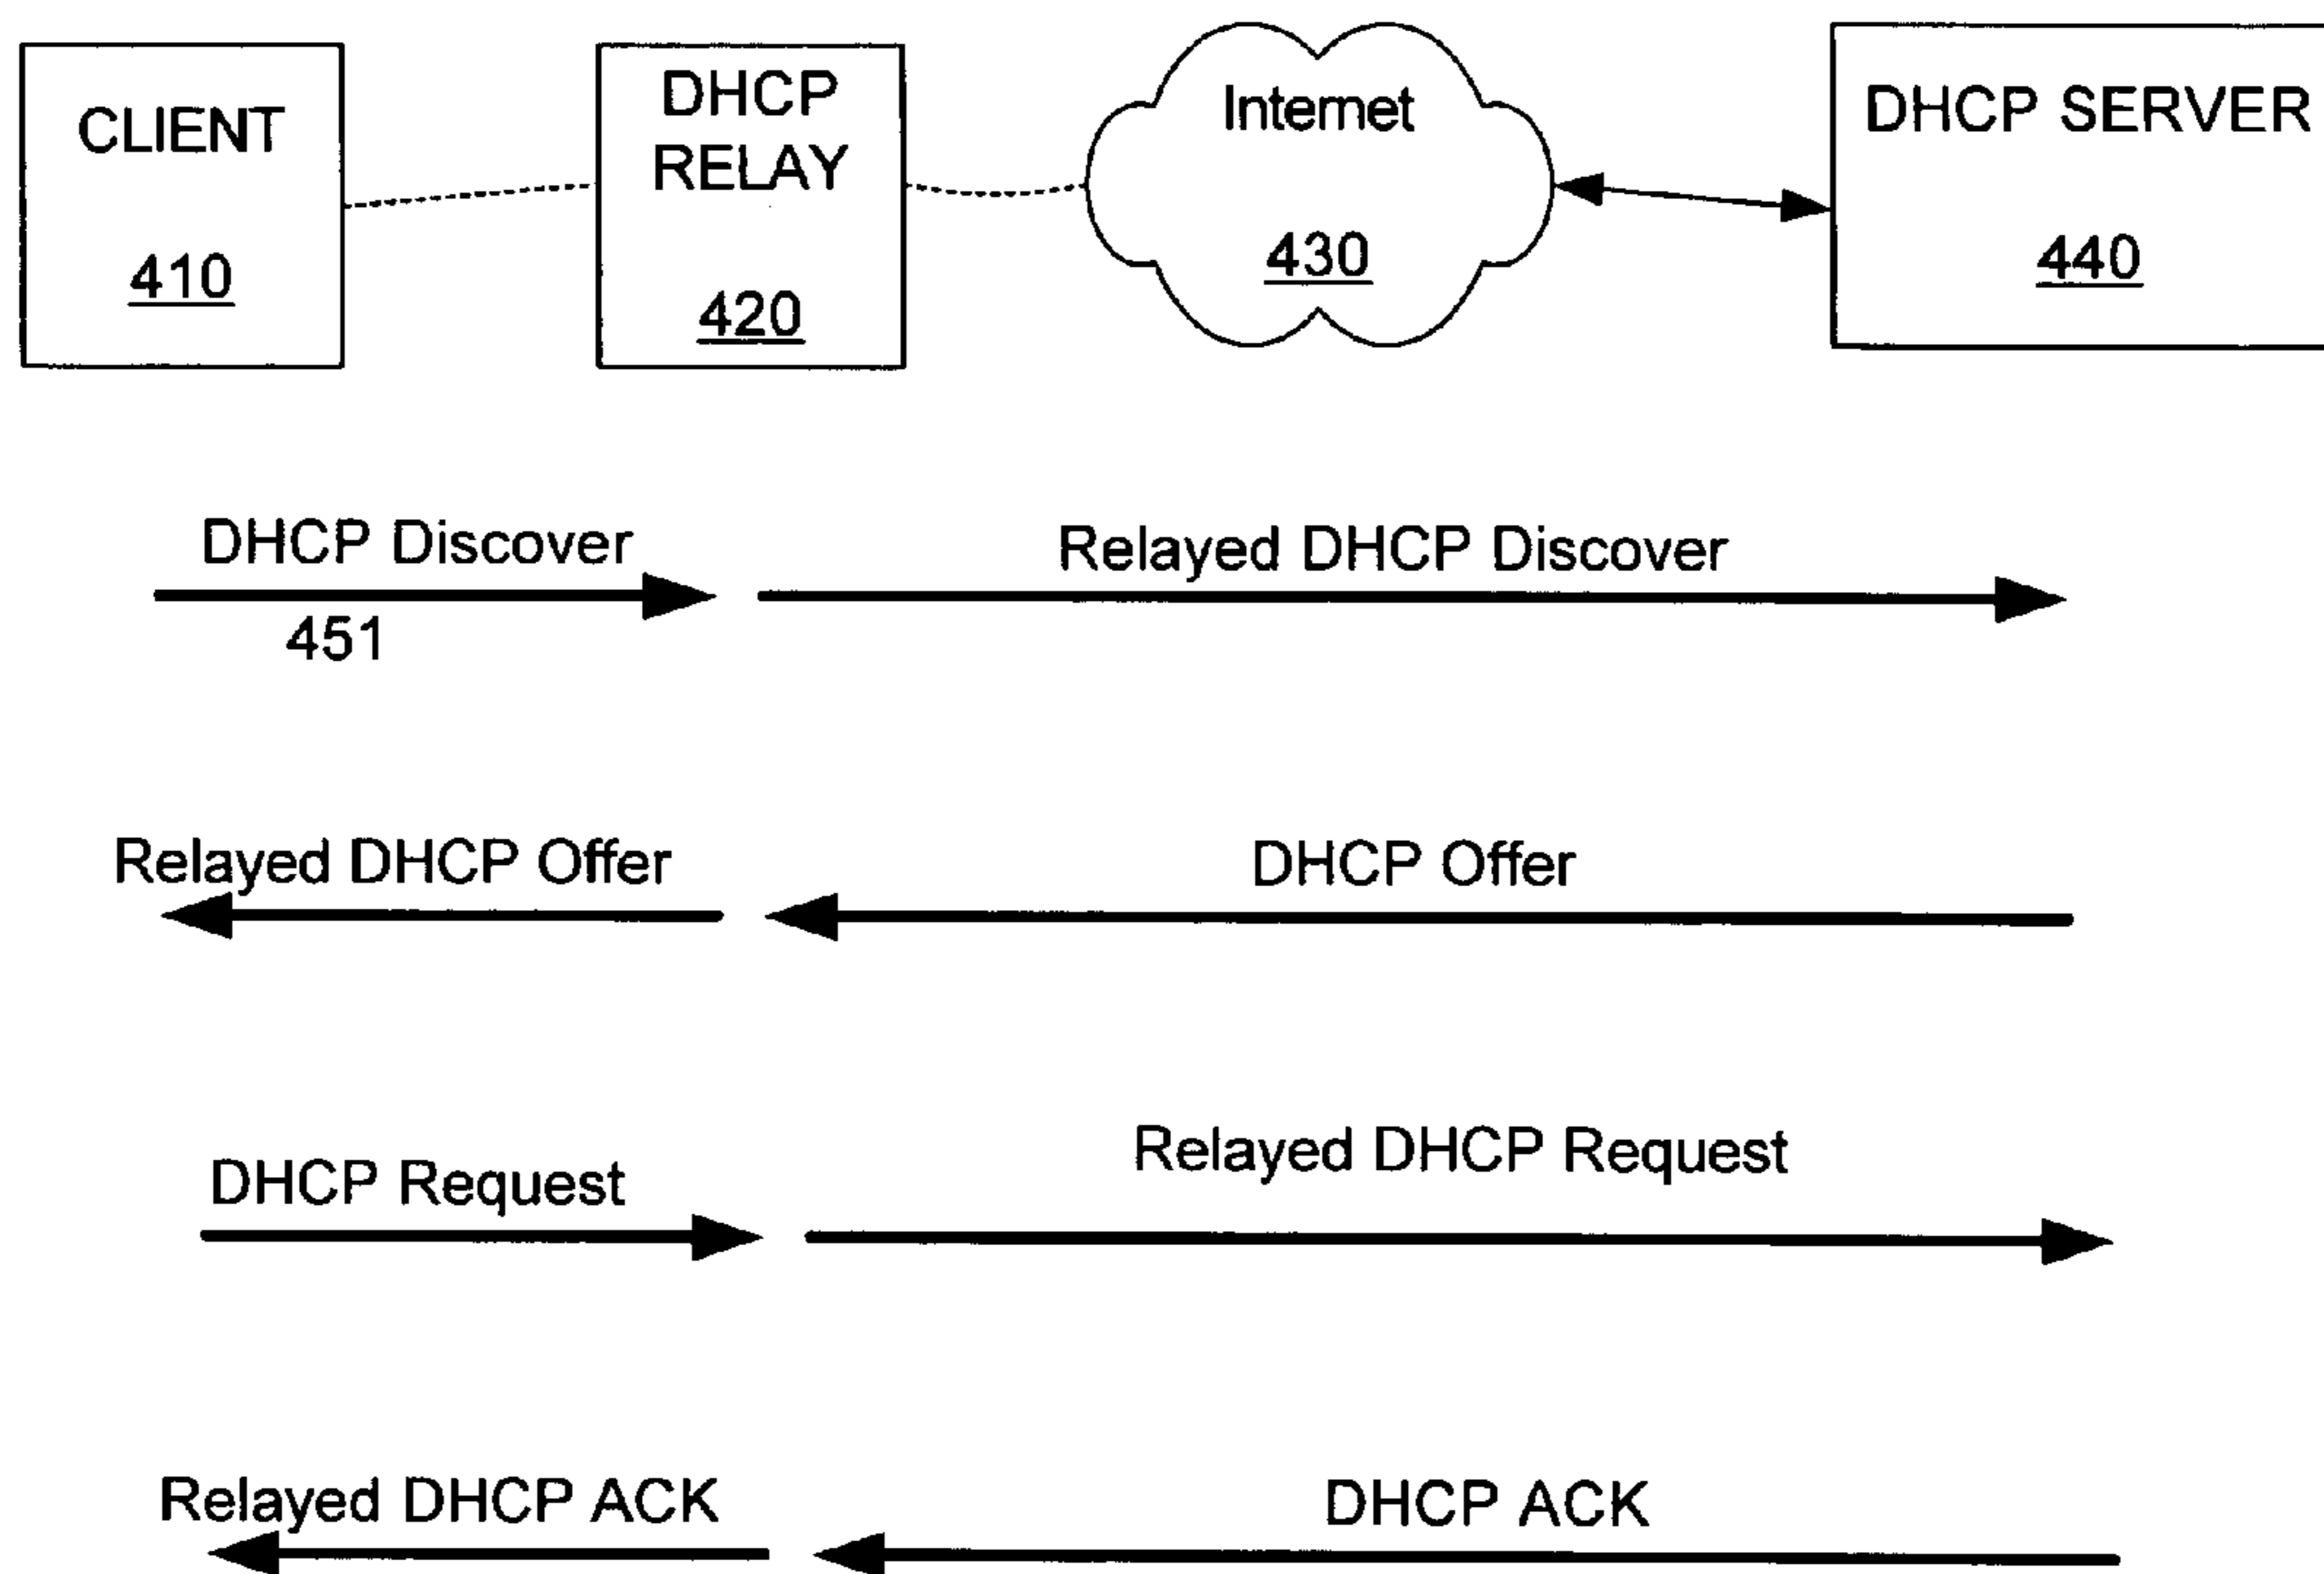 CLIENT
410
DHCP
RELAY
420
Internet
430
DHCP SERVER
440
DHCP Discover
451
Relayed DHCP Discover
Relayed DHCP Offer
DHCP Offer
DHCP Request
Relayed DHCP Request
Relayed DHCP ACK
DHCP ACK